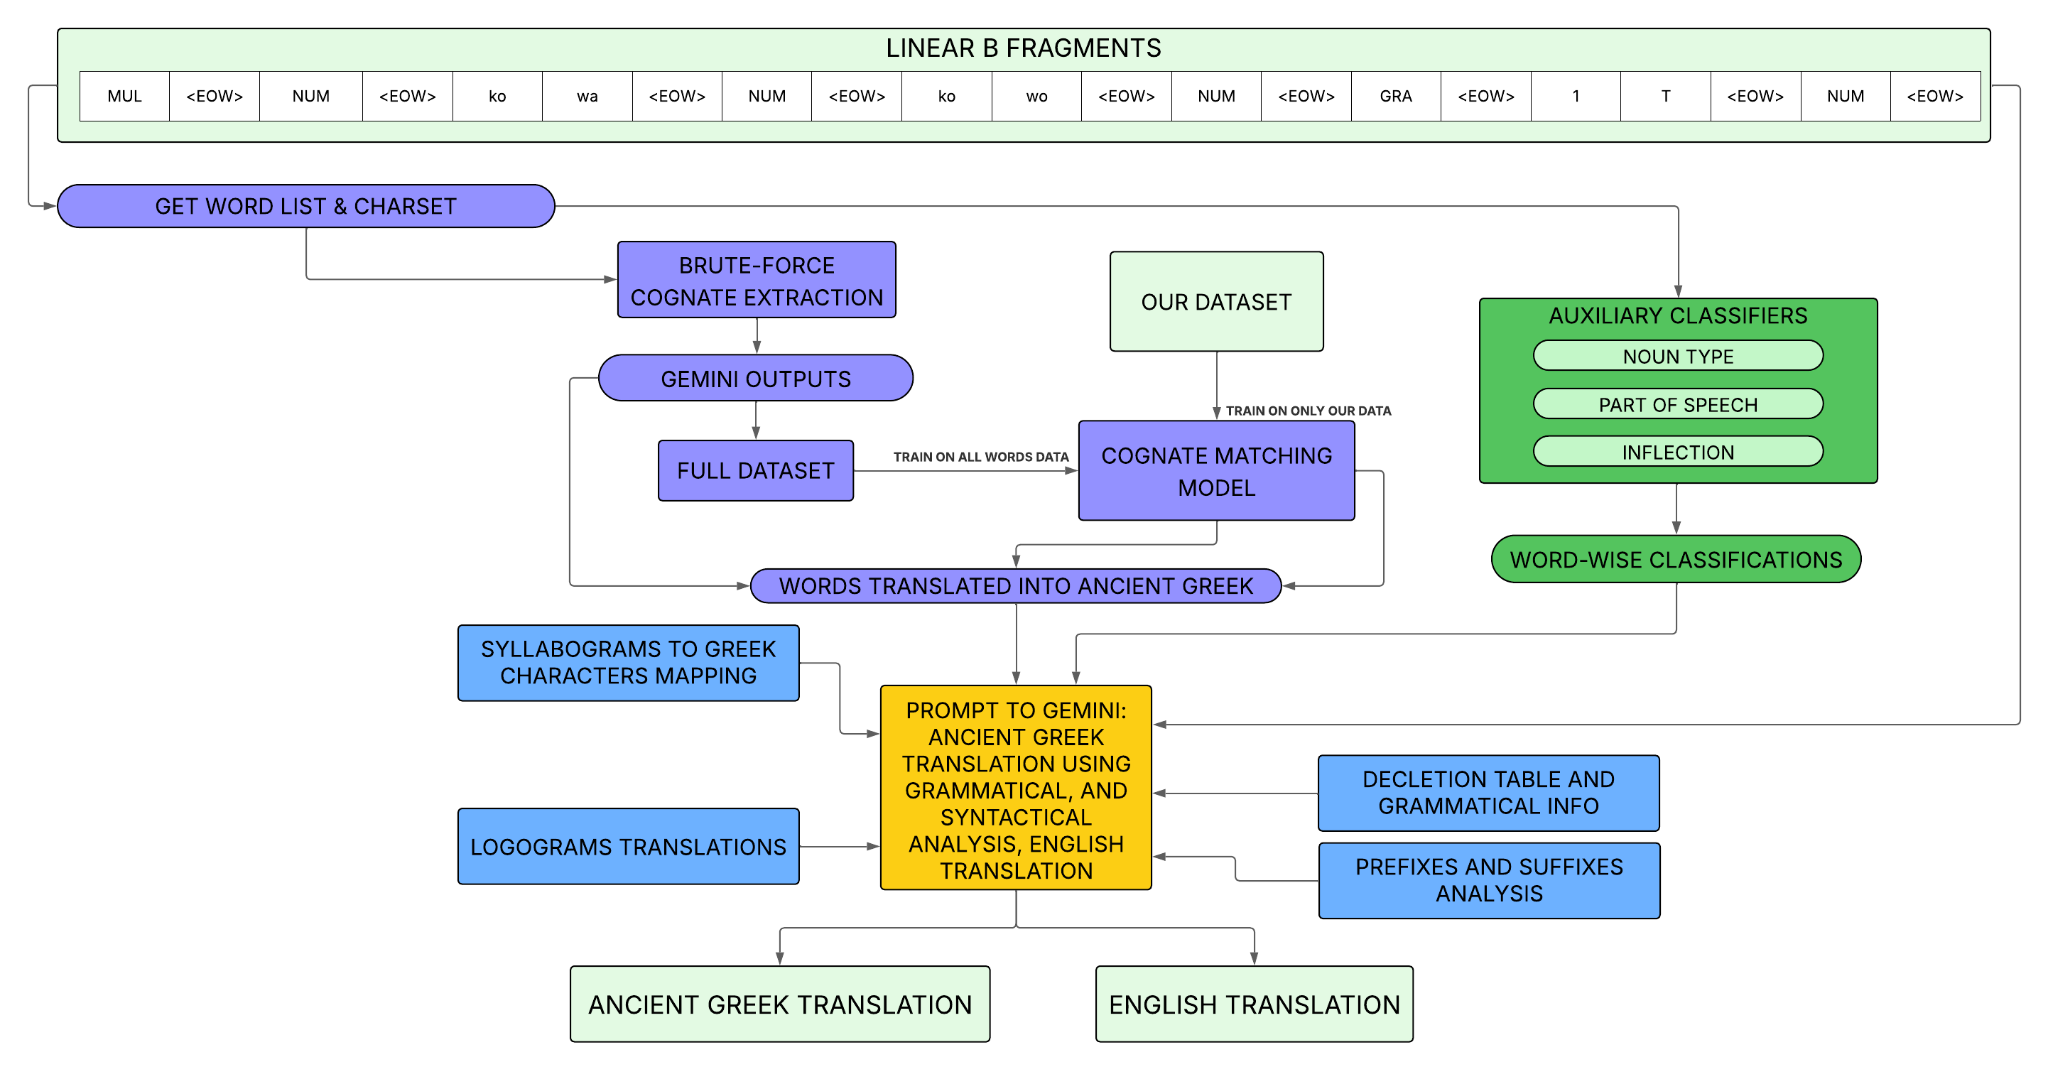 LINEAR B FRAGMENTS
MUL <EOW> NUM <EOW> ko wa <EOW> NUM <EOW> ko wo <EOW> NUM <EOW> GRA <EOW> 1 T <EOW> NUM <EOW>
GET WORD LIST & CHARSET
BRUTE-FORCE
COGNATE EXTRACTION
OUR DATASET
AUXILIARY CLASSIFIERS
NOUN TYPE
PART OF SPEECH
INFLECTION
GEMINI OUTPUTS
TRAIN ON ONLY OUR DATA
FULL DATASET
TRAIN ON ALL WORDS DATA
COGNATE MATCHING
MODEL
WORD-WISE CLASSIFICATIONS
WORDS TRANSLATED INTO ANCIENT GREEK
SYLLABOGRAMS TO GREEK
CHARACTERS MAPPING
PROMPT TO GEMINI:
ANCIENT GREEK
TRANSLATION USING
GRAMMATICAL, AND
SYNTACTICAL
ANALYSIS, ENGLISH
TRANSLATION
DECLETION TABLE AND
GRAMMATICAL INFO
LOGOGRAMS TRANSLATIONS
PREFIXES AND SUFFIXES
ANALYSIS
ANCIENT GREEK TRANSLATION
ENGLISH TRANSLATION